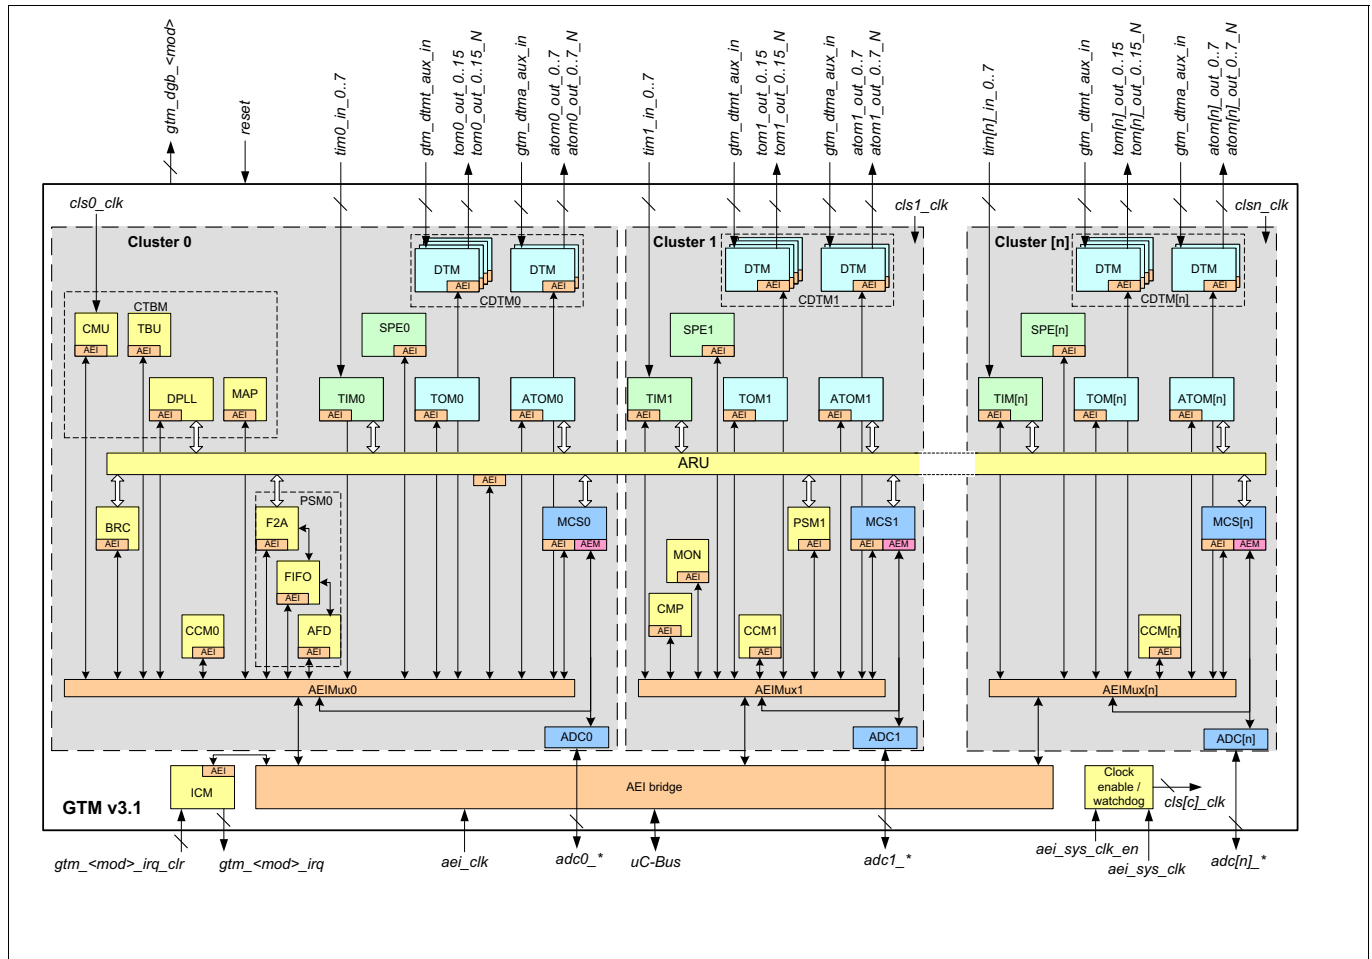 gtm_dgb_<mod>
reset
tim0_in_0..7
gtm_dtmt_aux_in
tom0_out_0..15
tom0_out_0..15_N
gtm_dtma_aux_in
atom0_out_0..7
atom0_out_0..7_N
tim1_in_0..7
gtm_dtmt_aux_in
tom1_out_0..15
tom1_out_0..15_N
gtm_dtma_aux_in
atom1_out_0..7
atom1_out_0..7_N
tim[n]_in_0..7
gtm_dtmt_aux_in
tom[n]_out_0..15
tom[n]_out_0..15_N
gtm_dtma_aux_in
atom[n]_out_0..7
atom[n]_out_0..7_N
cls0_clk
cls1_clk
clsn_clk
Cluster 0
Cluster 1
Cluster [n]
DTM
AEI
DTM
AEI
CDTM0
DTM
AEI
DTM
AEI
CDTM1
DTM
AEI
DTM
AEI
CDTM[n]
CTBM
CMU
AEI
TBU
AEI
SPE0
AEI
SPE1
AEI
SPE[n]
AEI
DPLL
AEI
MAP
AEI
TIM0
AEI
TOM0
AEI
ATOM0
AEI
TIM1
AEI
TOM1
AEI
ATOM1
AEI
TIM[n]
AEI
TOM[n]
AEI
ATOM[n]
AEI
ARU
AEI
BRC
AEI
PSM0
F2A
AEI
FIFO
AEI
AFD
AEI
MCS0
AEI
AEM
PSM1
AEI
MCS1
AEI
AEM
MCS[n]
AEI
AEM
MON
AEI
CMP
AEI
CCM0
AEI
CCM1
AEI
CCM[n]
AEI
AEIMux0
AEIMux1
AEIMux[n]
ADC0
ADC1
ADC[n]
AEI
ICM
AEI bridge
Clock
enable /
watchdog
cls[c]_clk
GTM v3.1
gtm_<mod>_irq_clr
gtm_<mod>_irq
aei_clk
adc0_*
uC-Bus
adc1_*
aei_sys_clk_en
aei_sys_clk
adc[n]_*